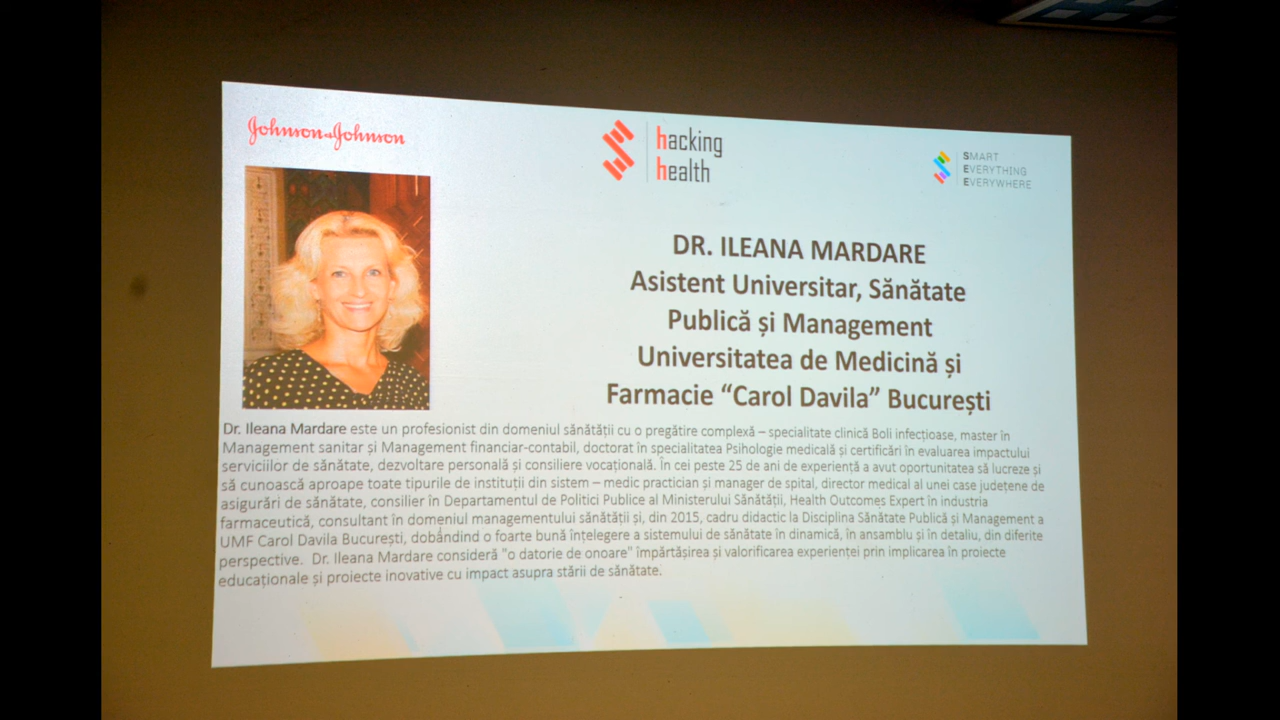 Johnson & Johnson
hacking
health
SMART
EVERYTHING
EVERYWHERE
DR. ILEANA MARDARE
Asistent Universitar, Sănătate
Publică și Management
Universitatea de Medicină și
Farmacie “Carol Davila” București
Dr. Ileana Mardare este un profesionist din domeniul sănătății cu o pregătire complexă – specialitate clinică Boli infecțioase, master în
Management sanitar și Management financiar-contabil, doctorat în specialitatea Psihologie medicală și certificări în evaluarea impactului
serviciilor de sănătate, dezvoltare personală și consiliere vocațională. În cei peste 25 de ani de experiență a avut oportunitatea să lucreze și
să cunoască aproape toate tipurile de instituții din sistem – medic practician și manager de spital, director medical al unei case județene de
asigurări de sănătate, consilier în Departamentul de Politici Publice al Ministerului Sănătății, Health Outcomes Expert în industria
farmaceutică, consultant în domeniul managementului sănătății și, din 2015, cadru didactic la Disciplina Sănătate Publică și Management a
UMF Carol Davila București, dobândind o foarte bună înțelegere a sistemului de sănătate în dinamică, în ansamblu și în detaliu, din diferite
perspective. Dr. Ileana Mardare consideră "o datorie de onoare" împărtășirea și valorificarea experienței prin implicarea în proiecte
educaționale și proiecte inovative cu impact asupra stării de sănătate.